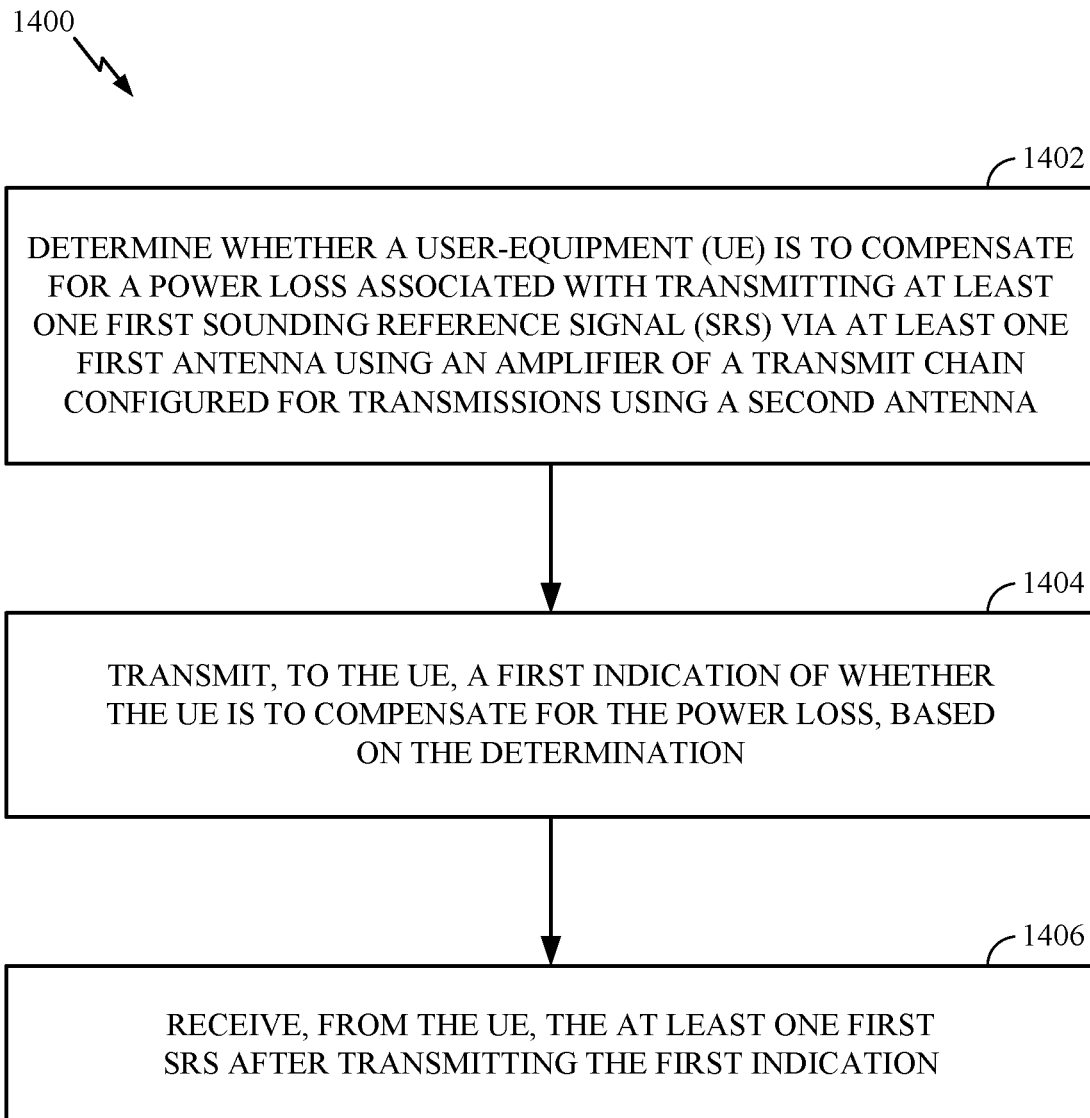 1400
1402
DETERMINE WHETHER A USER-EQUIPMENT (UE) IS TO COMPENSATE
FOR A POWER LOSS ASSOCIATED WITH TRANSMITTING AT LEAST
ONE FIRST SOUNDING REFERENCE SIGNAL (SRS) VIA AT LEAST ONE
FIRST ANTENNA USING AN AMPLIFIER OF A TRANSMIT CHAIN
CONFIGURED FOR TRANSMISSIONS USING A SECOND ANTENNA
1404
TRANSMIT, TO THE UE, A FIRST INDICATION OF WHETHER
THE UE IS TO COMPENSATE FOR THE POWER LOSS, BASED
ON THE DETERMINATION
1406
RECEIVE, FROM THE UE, THE AT LEAST ONE FIRST
SRS AFTER TRANSMITTING THE FIRST INDICATION